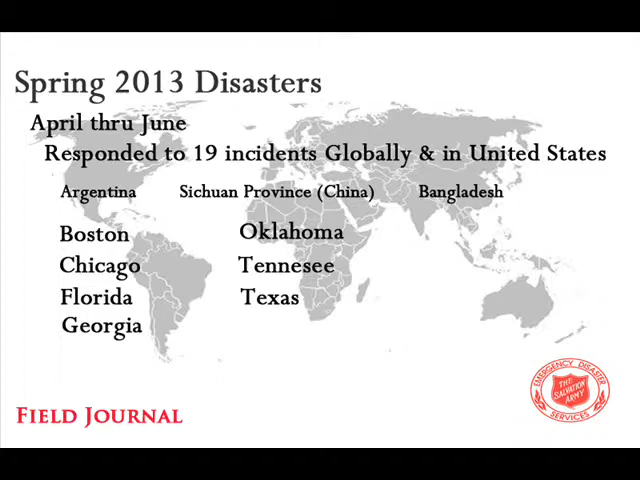 Spring 2013 Disasters
April thru June
Responded to 19 incidents Globally & in United States
Argentina Sichuan Province (China) Bangladesh
Boston Oklahoma
Chicago Tennesee
Florida Texas
Georgia
EMERGENCY DISASTER
THE
SALVATION
ARMY
SERVICES
FIELD JOURNAL